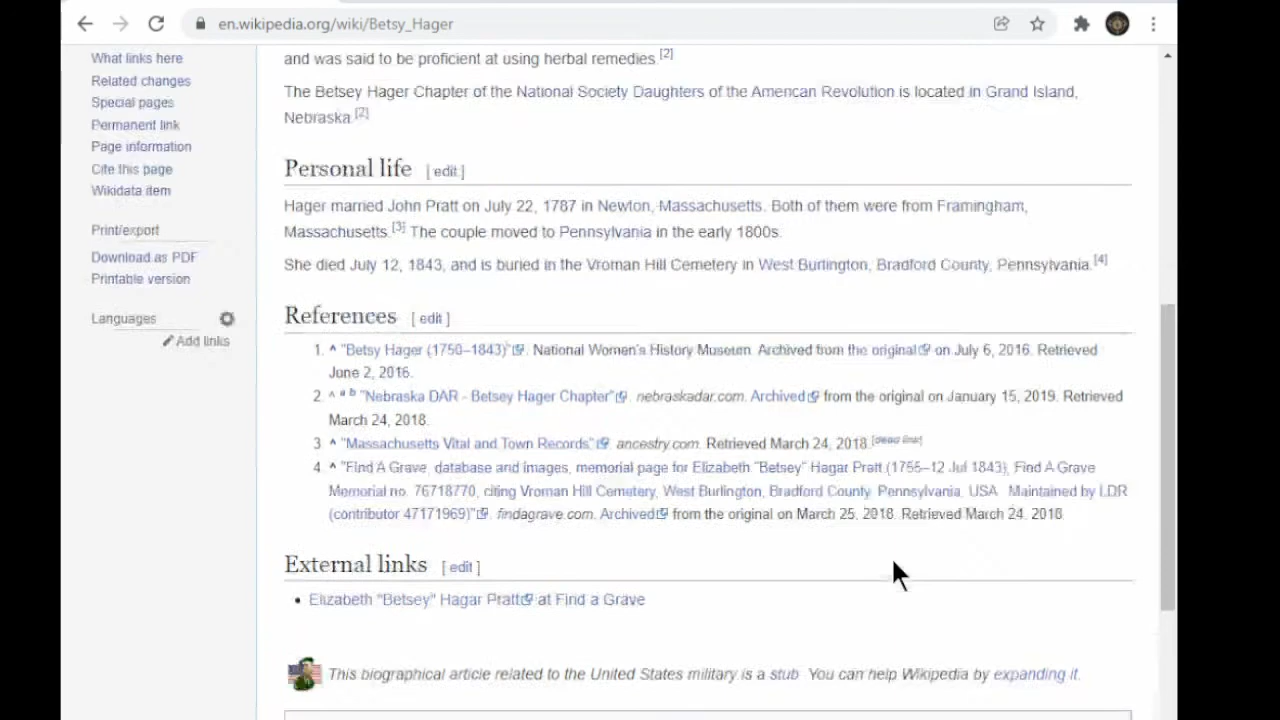 en.wikipedia.org/wiki/Betsy_Hager
What links here
Related changes
Special pages
Permanent link
Page information
Cite this page
Wikidata item
Print/export
Download as PDF
Printable version
Languages
Add links
and was said to be proficient at using herbal remedies.[2]
The Betsey Hager Chapter of the National Society Daughters of the American Revolution is located in Grand Island,
Nebraska.[2]
Personal life [ edit ]
Hager married John Pratt on July 22, 1787 in Newton, Massachusetts. Both of them were from Framingham,
Massachusetts.[3] The couple moved to Pennsylvania in the early 1800s.
She died July 12, 1843, and is buried in the Vroman Hill Cemetery in West Burlington, Bradford County, Pennsylvania.[4]
References [ edit ]
1. ^ "Betsy Hager (1750–1843)". National Women's History Museum. Archived from the original on July 6, 2016. Retrieved
June 2, 2016.
2. ^ a b "Nebraska DAR - Betsey Hager Chapter". nebraskadar.com. Archived from the original on January 15, 2019. Retrieved
March 24, 2018.
3 ^ "Massachusetts Vital and Town Records". ancestry.com. Retrieved March 24, 2018.[dead link]
4. ^ "Find A Grave, database and images, memorial page for Elizabeth "Betsey" Hagar Pratt (1755–12 Jul 1843), Find A Grave
Memorial no. 76718770, citing Vroman Hill Cemetery, West Burlington, Bradford County, Pennsylvania, USA Maintained by LDR
(contributor 47171969)". findagrave.com. Archived from the original on March 25, 2018. Retrieved March 24, 2018
External links [ edit ]
• Elizabeth "Betsey" Hagar Pratt at Find a Grave
This biographical article related to the United States military is a stub You can help Wikipedia by expanding it.